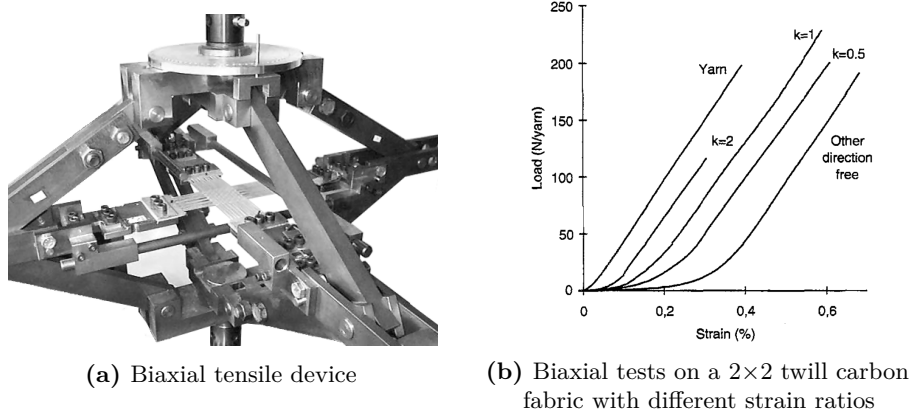 250
200
150
100
50
0
Load (N/yarn)
Yarn
k=1
k=0.5
k=2
Other
direction
free
0
0,2
0,4
0,6
Strain (%)
(a) Biaxial tensile device
(b) Biaxial tests on a 2×2 twill carbon
fabric with different strain ratios